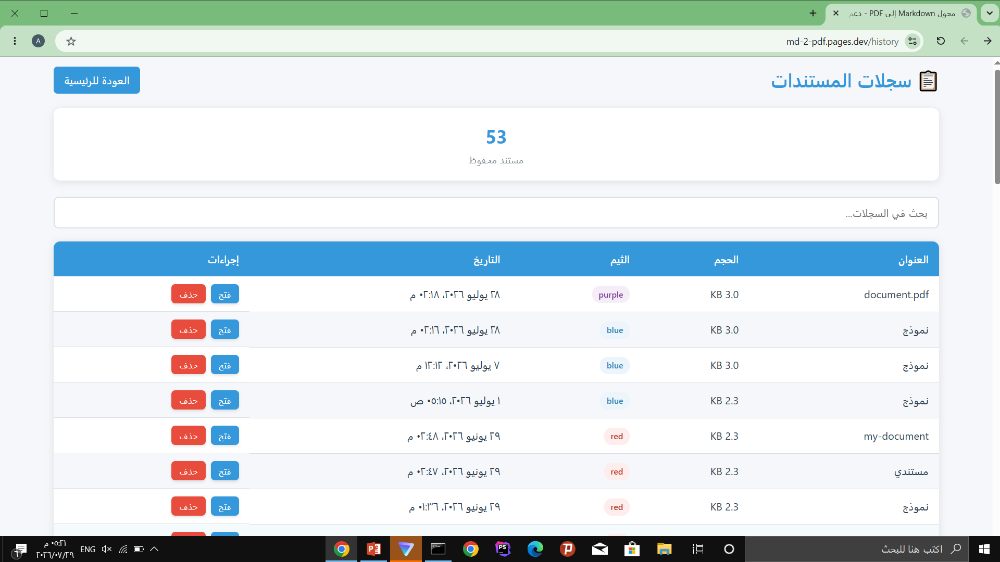 محول Markdown إلى PDF - دعم
md-2-pdf.pages.dev/history
A
سجلات المستندات
العودة للرئيسية
53
مستند محفوظ
بحث في السجلات...
العنوان الحجم الثيم التاريخ إجراءات
document.pdf KB 3.0 purple ٢٨ يوليو ٢٠٢٦، ٠٢:١٨ م فتح حذف
نموذج KB 3.0 blue ٢٨ يوليو ٢٠٢٦، ٠٢:١٦ م فتح حذف
نموذج KB 3.0 blue ٧ يوليو ٢٠٢٦، ١٢:١٢ م فتح حذف
نموذج KB 2.3 blue ١ يوليو ٢٠٢٦، ٠٥:١٥ ص فتح حذف
my-document KB 2.3 red ٢٩ يونيو ٢٠٢٦، ٠٢:٤٨ م فتح حذف
مستندي KB 2.3 red ٢٩ يونيو ٢٠٢٦، ٠٢:٤٧ م فتح حذف
نموذج KB 2.3 red ٢٩ يونيو ٢٠٢٦، ٠١:٣٦ م فتح حذف
اكتب هنا للبحث
PS
ENG
٠٥:٢١ م
٢٠٢٦/٠٧/٢٩
٦